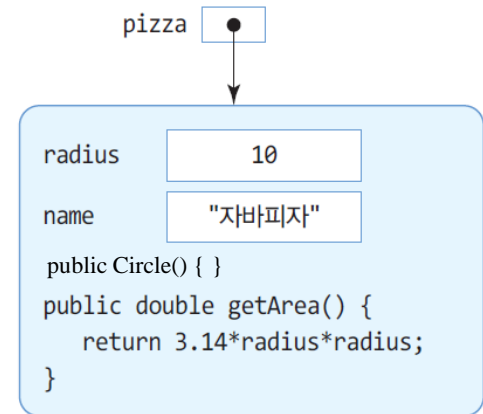 pizza
radius 10
name "자바피자"
public Circle() { }
public double getArea() {
return 3.14*radius*radius;
}